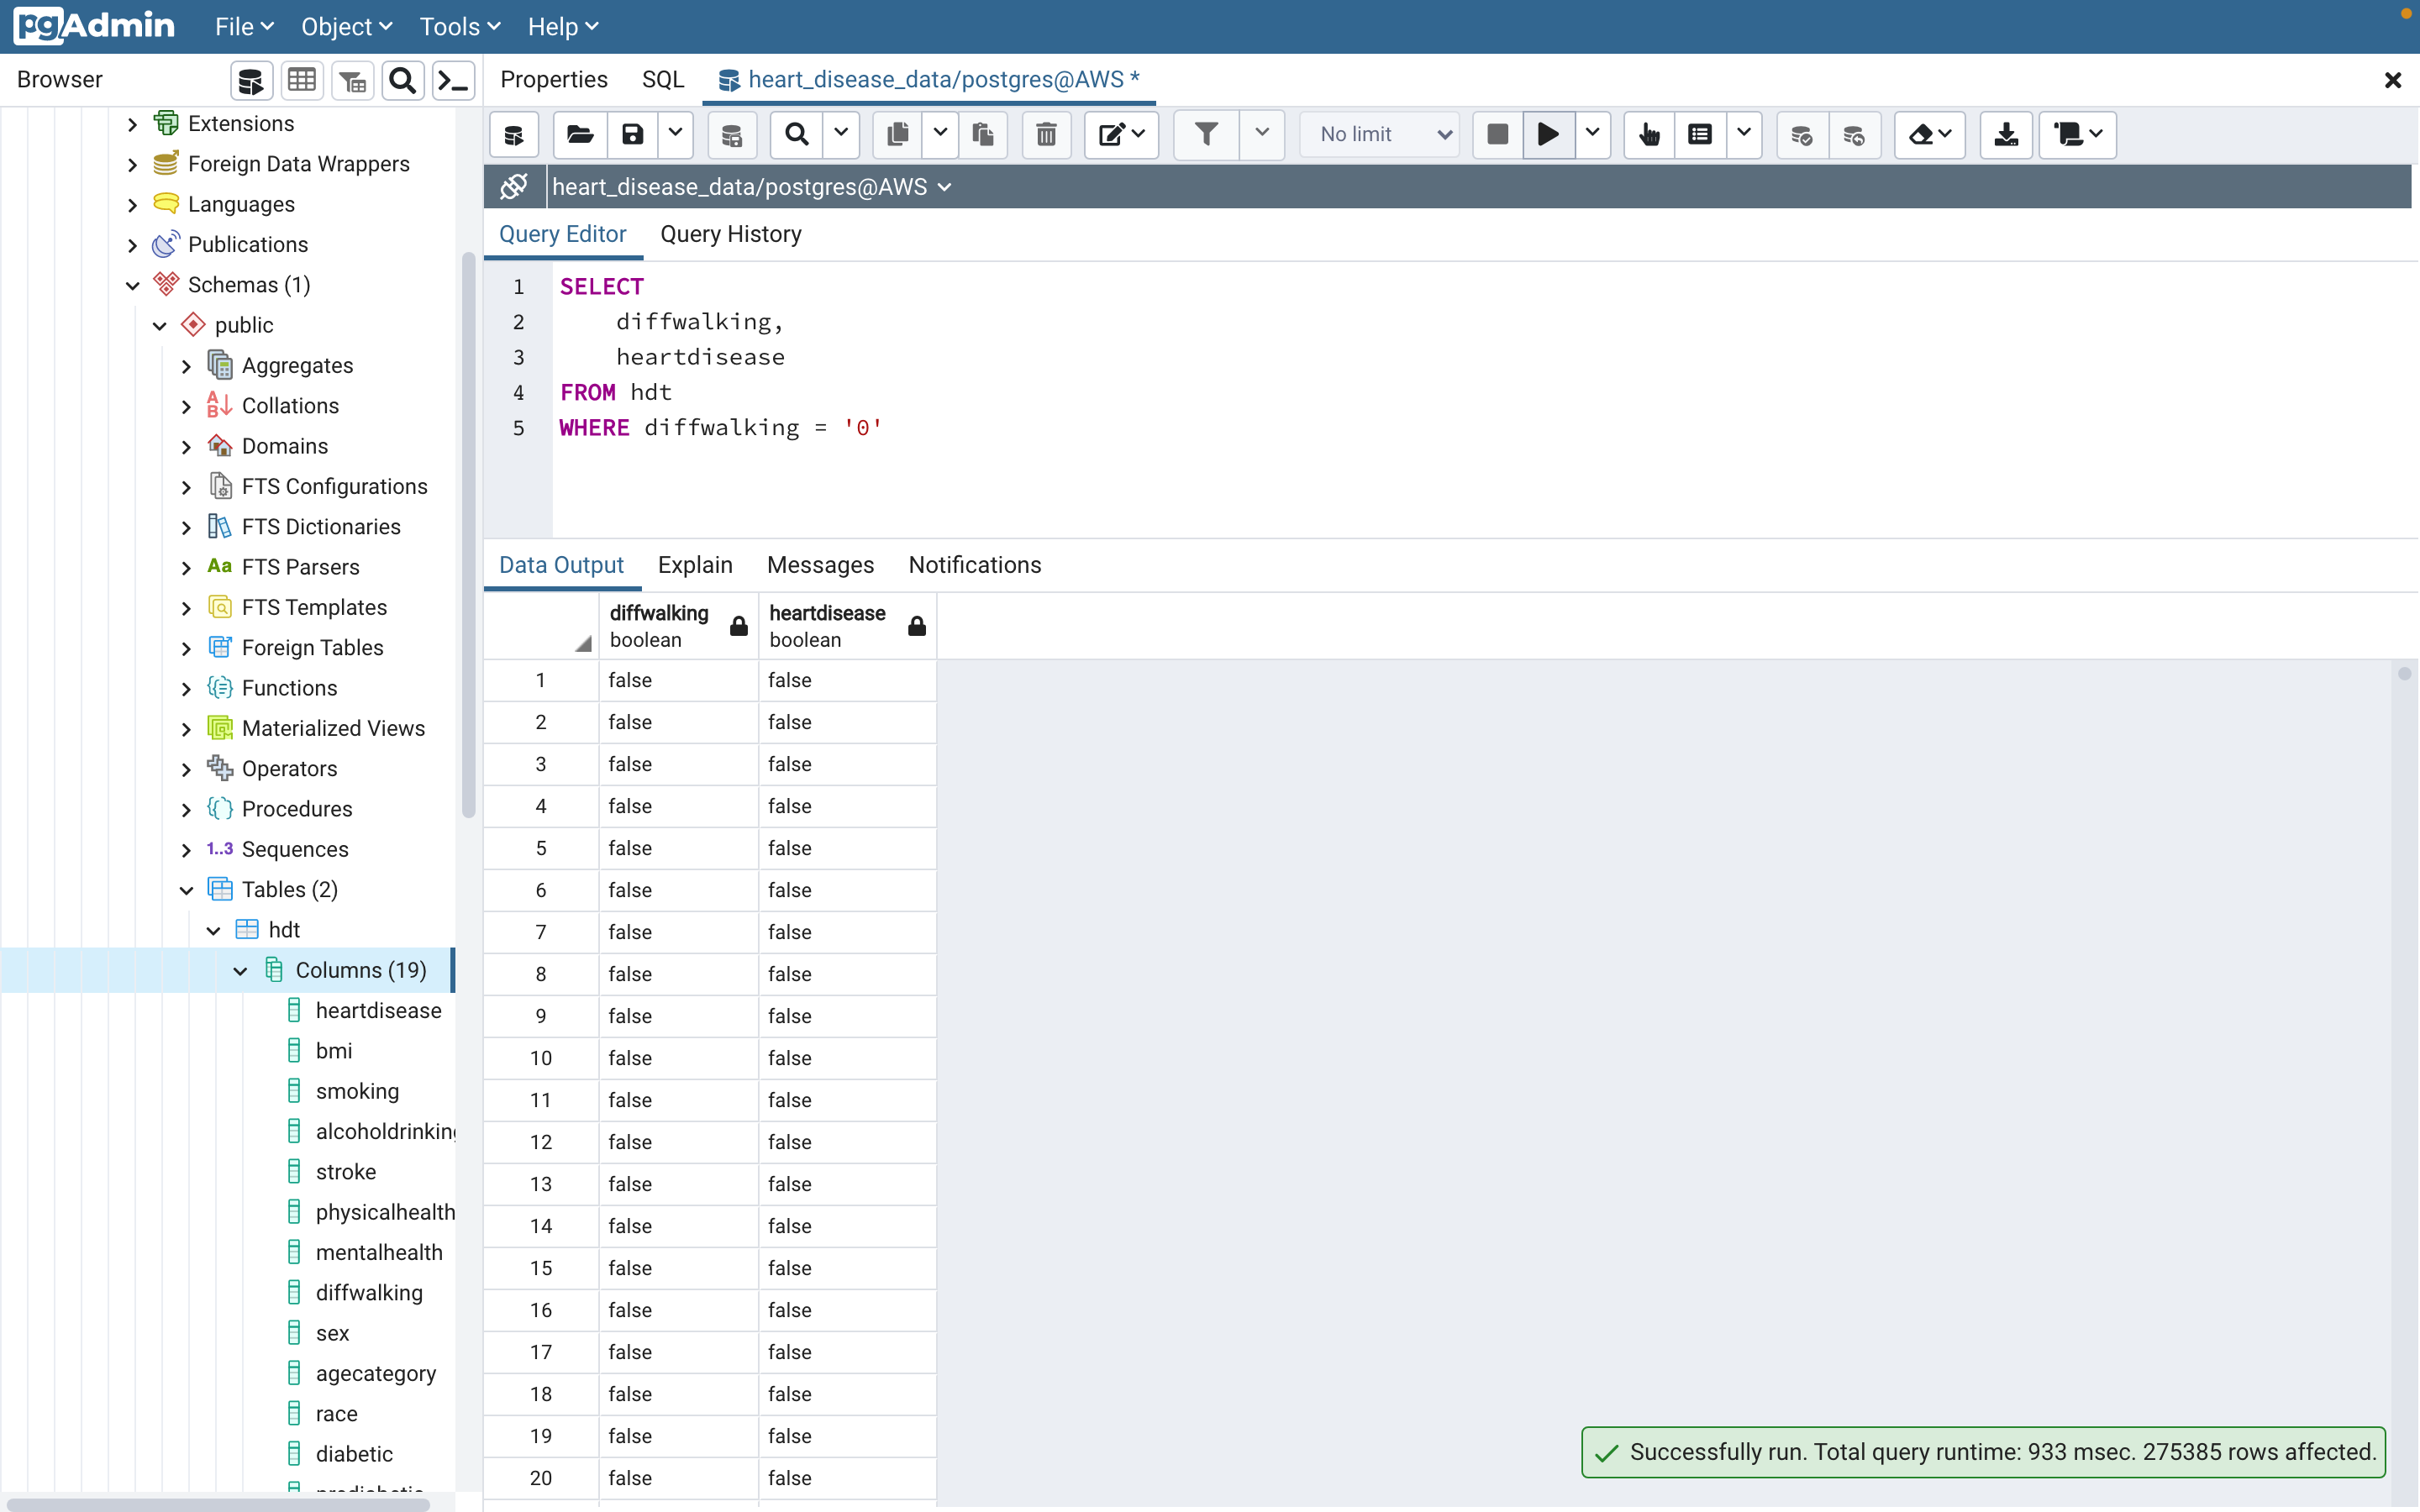 pgAdmin File Object Tools Help
Browser
Properties SQL heart_disease_data/postgres@AWS *
No limit
heart_disease_data/postgres@AWS
Query Editor Query History
1 SELECT
2 diffwalking,
3 heartdisease
4 FROM hdt
5 WHERE diffwalking = '0'
Extensions
Foreign Data Wrappers
Languages
Publications
Schemas (1)
public
Aggregates
Collations
Domains
FTS Configurations
FTS Dictionaries
Aa FTS Parsers
FTS Templates
Foreign Tables
Functions
Materialized Views
Operators
Procedures
1..3 Sequences
Tables (2)
hdt
Columns (19)
heartdisease
bmi
smoking
alcoholdrinking
stroke
physicalhealth
mentalhealth
diffwalking
sex
agecategory
race
diabetic
Data Output Explain Messages Notifications
diffwalking heartdisease
boolean boolean
1 false false
2 false false
3 false false
4 false false
5 false false
6 false false
7 false false
8 false false
9 false false
10 false false
11 false false
12 false false
13 false false
14 false false
15 false false
16 false false
17 false false
18 false false
19 false false
20 false false
Successfully run. Total query runtime: 933 msec. 275385 rows affected.